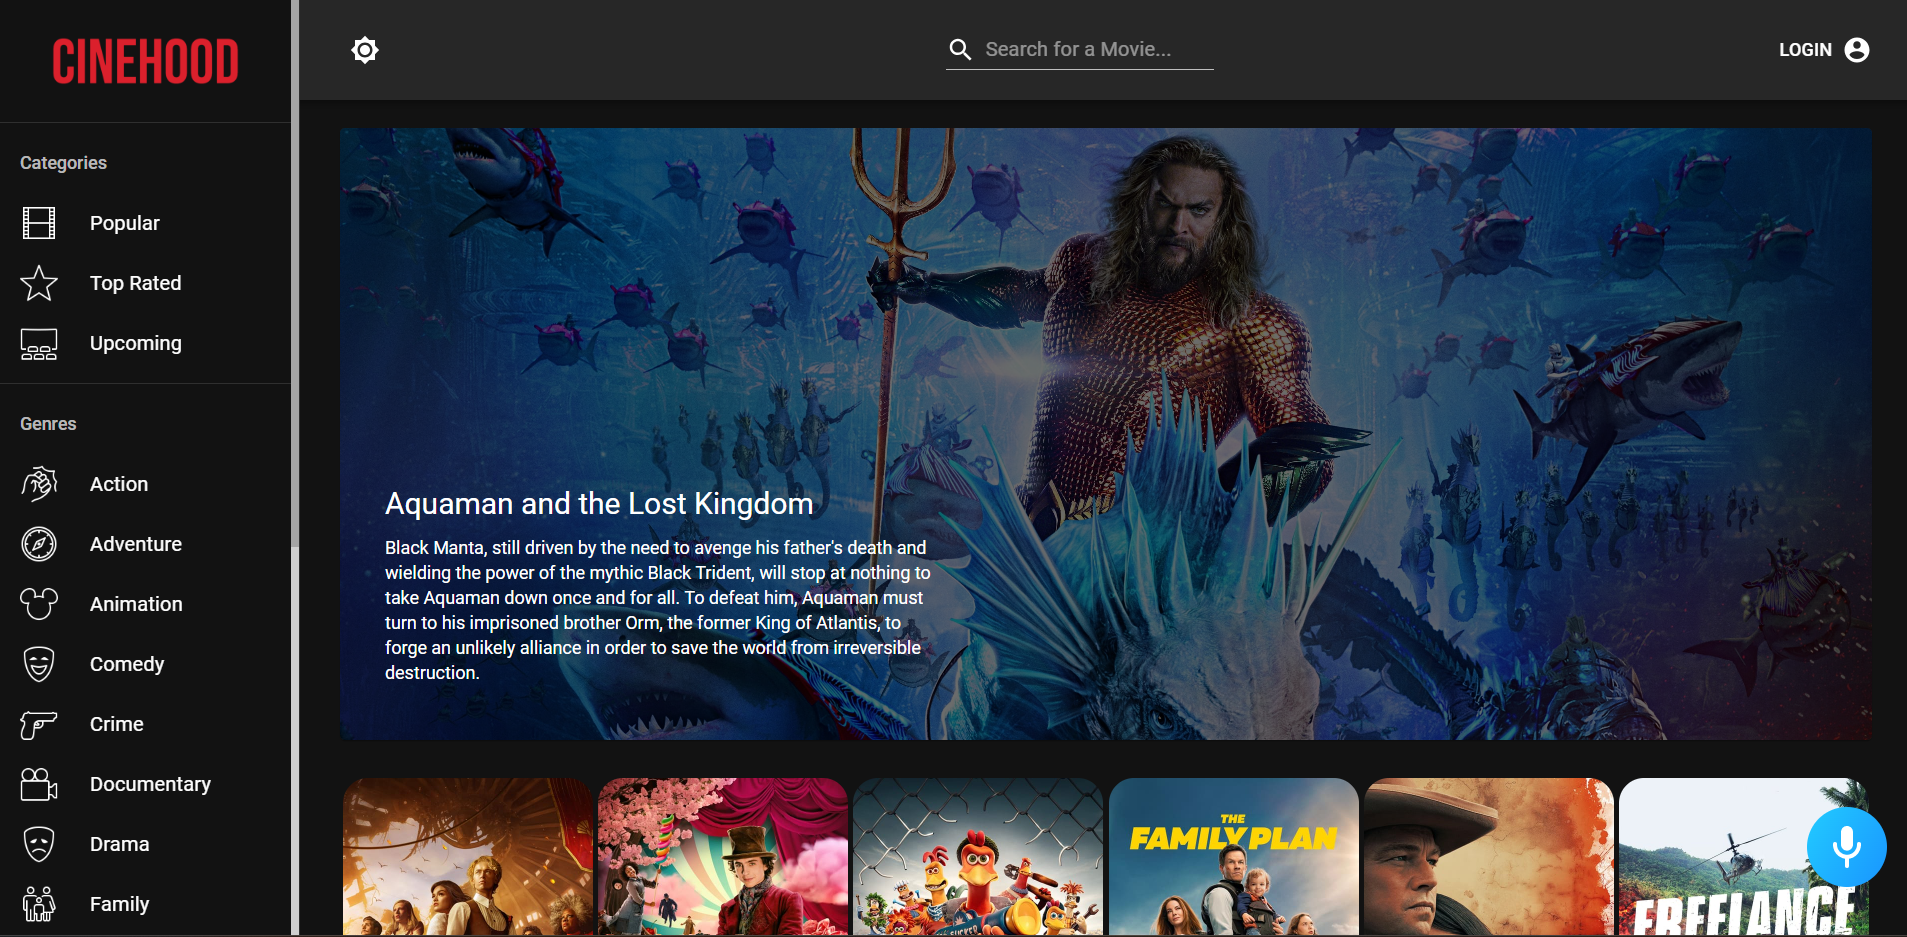 CINEHOOD
Search for a Movie...
LOGIN
Categories
Popular
Top Rated
Upcoming
Genres
Action
Adventure
Animation
Comedy
Crime
Documentary
Drama
Family
Aquaman and the Lost Kingdom
Black Manta, still driven by the need to avenge his father's death and
wielding the power of the mythic Black Trident, will stop at nothing to
take Aquaman down once and for all. To defeat him, Aquaman must
turn to his imprisoned brother Orm, the former King of Atlantis, to
forge an unlikely alliance in order to save the world from irreversible
destruction.
THE
FAMILY PLAN
FREELANCE